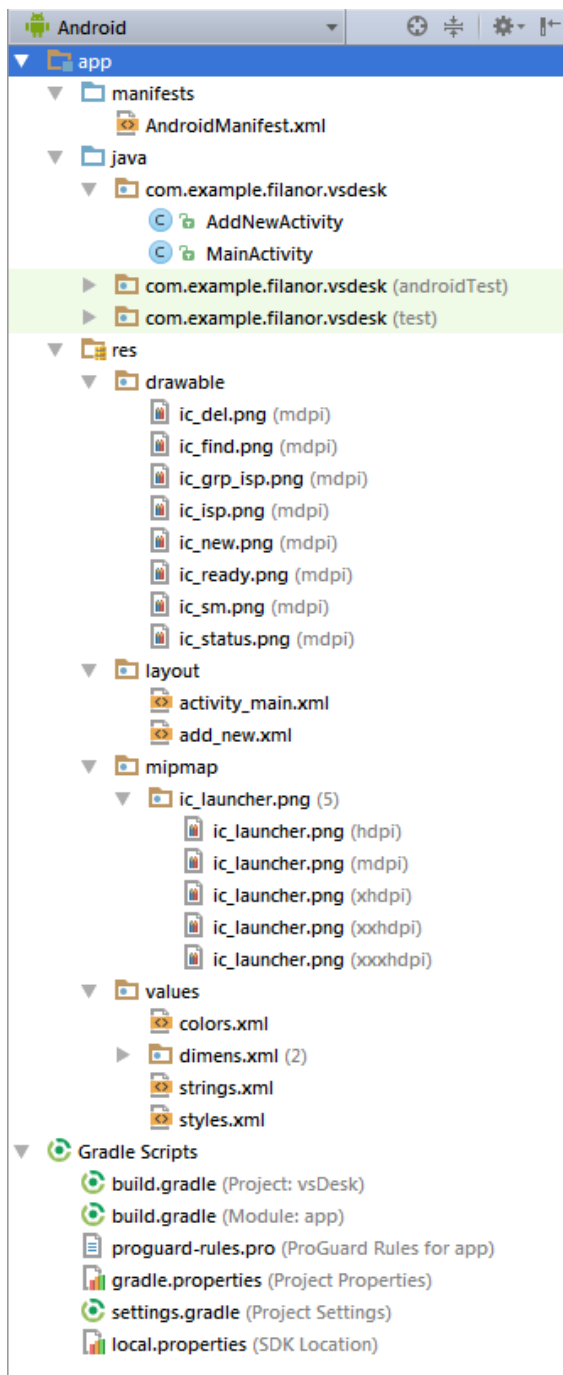 Android
app
manifests
AndroidManifest.xml
java
com.example.filanor.vsdesk
C AddNewActivity
C MainActivity
com.example.filanor.vsdesk (androidTest)
com.example.filanor.vsdesk (test)
res
drawable
ic_del.png (mdpi)
ic_find.png (mdpi)
ic_grp_isp.png (mdpi)
ic_isp.png (mdpi)
ic_new.png (mdpi)
ic_ready.png (mdpi)
ic_sm.png (mdpi)
ic_status.png (mdpi)
layout
activity_main.xml
add_new.xml
mipmap
ic_launcher.png (5)
ic_launcher.png (hdpi)
ic_launcher.png (mdpi)
ic_launcher.png (xhdpi)
ic_launcher.png (xxhdpi)
ic_launcher.png (xxxhdpi)
values
colors.xml
dimens.xml (2)
strings.xml
styles.xml
Gradle Scripts
build.gradle (Project: vsDesk)
build.gradle (Module: app)
proguard-rules.pro (ProGuard Rules for app)
gradle.properties (Project Properties)
settings.gradle (Project Settings)
local.properties (SDK Location)